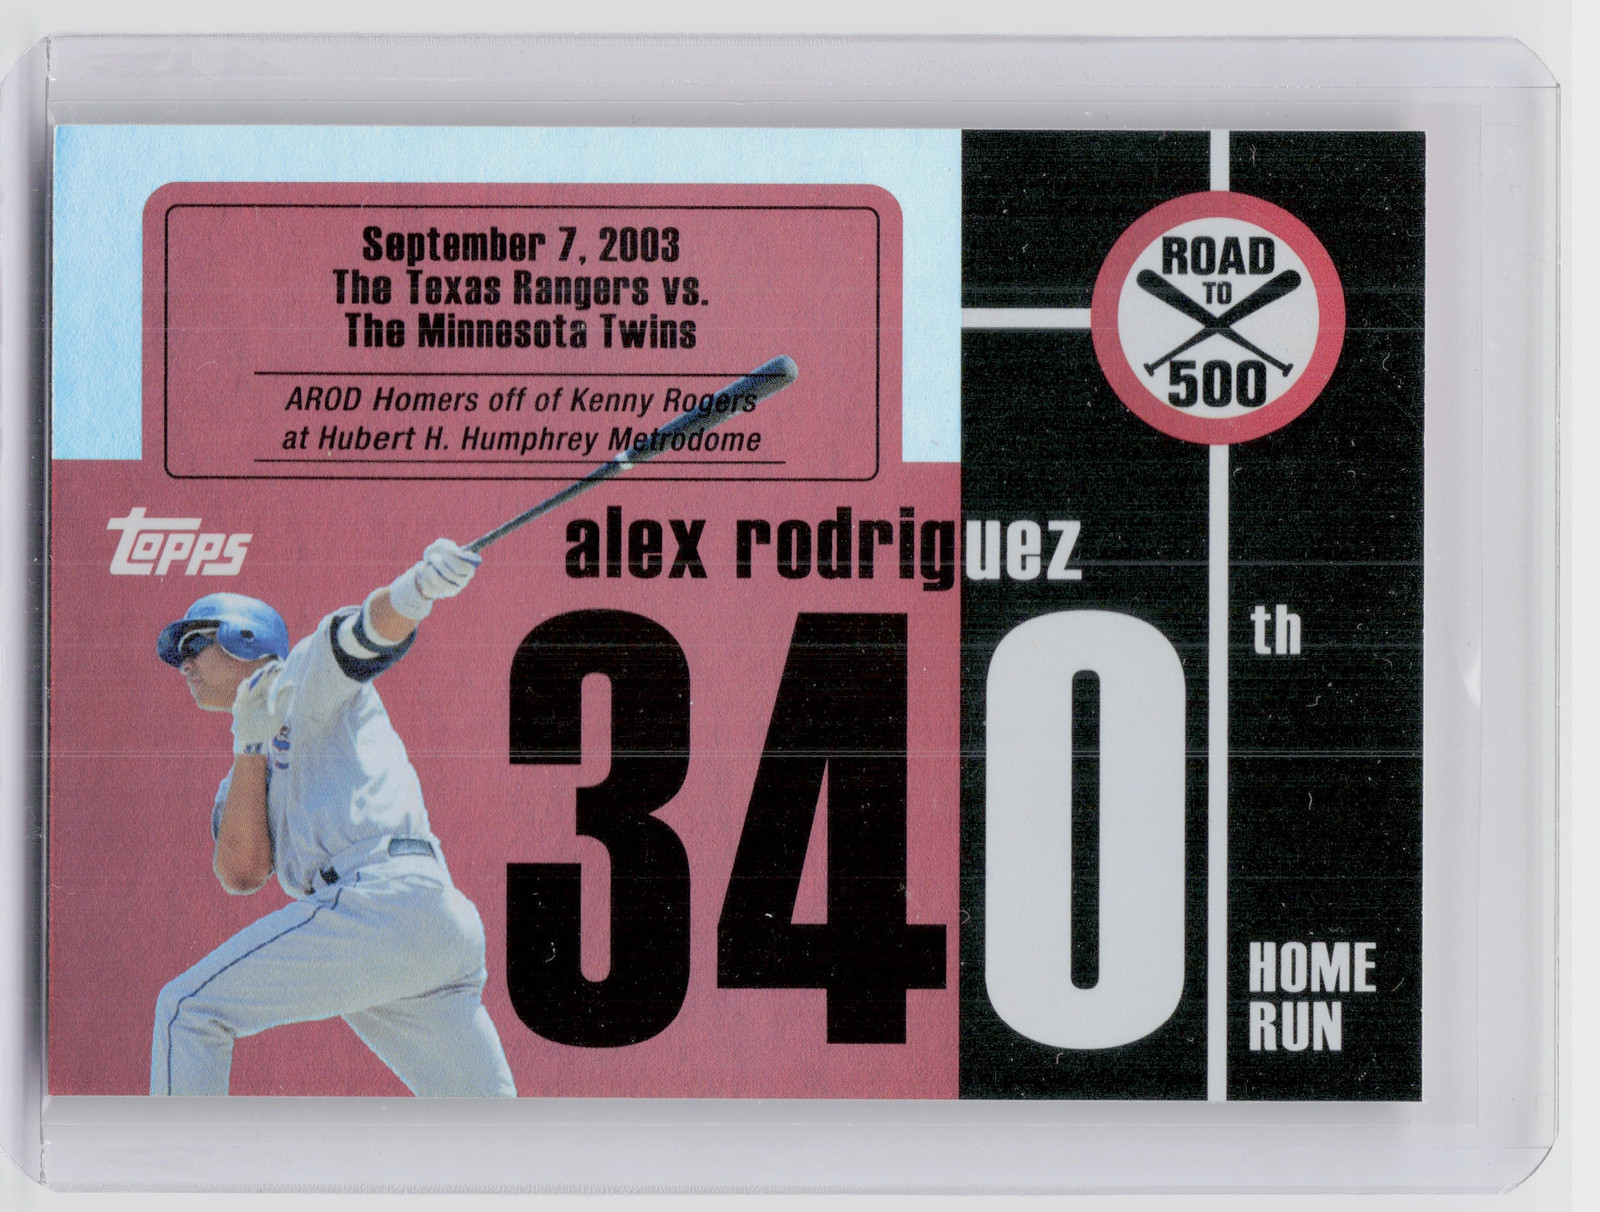 September 7, 2003
The Texas Rangers vs.
The Minnesota Twins
AROD Homers off of Kenny Rogers
at Hubert H. Humphrey Metrodome
ROAD
TO
500
Topps
alex rodriguez
340
th
HOME
RUN